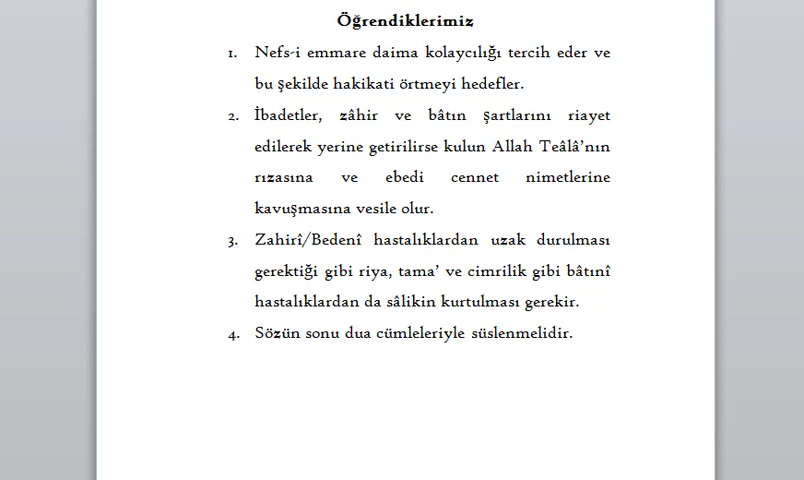 Öğrendiklerimiz
1. Nefs-i emmare daima kolaycılığı tercih eder ve
bu şekilde hakikati örtmeyi hedefler.
2. İbadetler, zâhir ve bâtın şartlarını riayet
edilerek yerine getirilirse kulun Allah Teâlâ’nın
rızasına ve ebedi cennet nimetlerine
kavuşmasına vesile olur.
3. Zahirî/Bedenî hastalıklardan uzak durulması
gerektiği gibi riya, tama’ ve cimrilik gibi bâtınî
hastalıklardan da sâlikin kurtulması gerekir.
4. Sözün sonu dua cümleleriyle süslenmelidir.